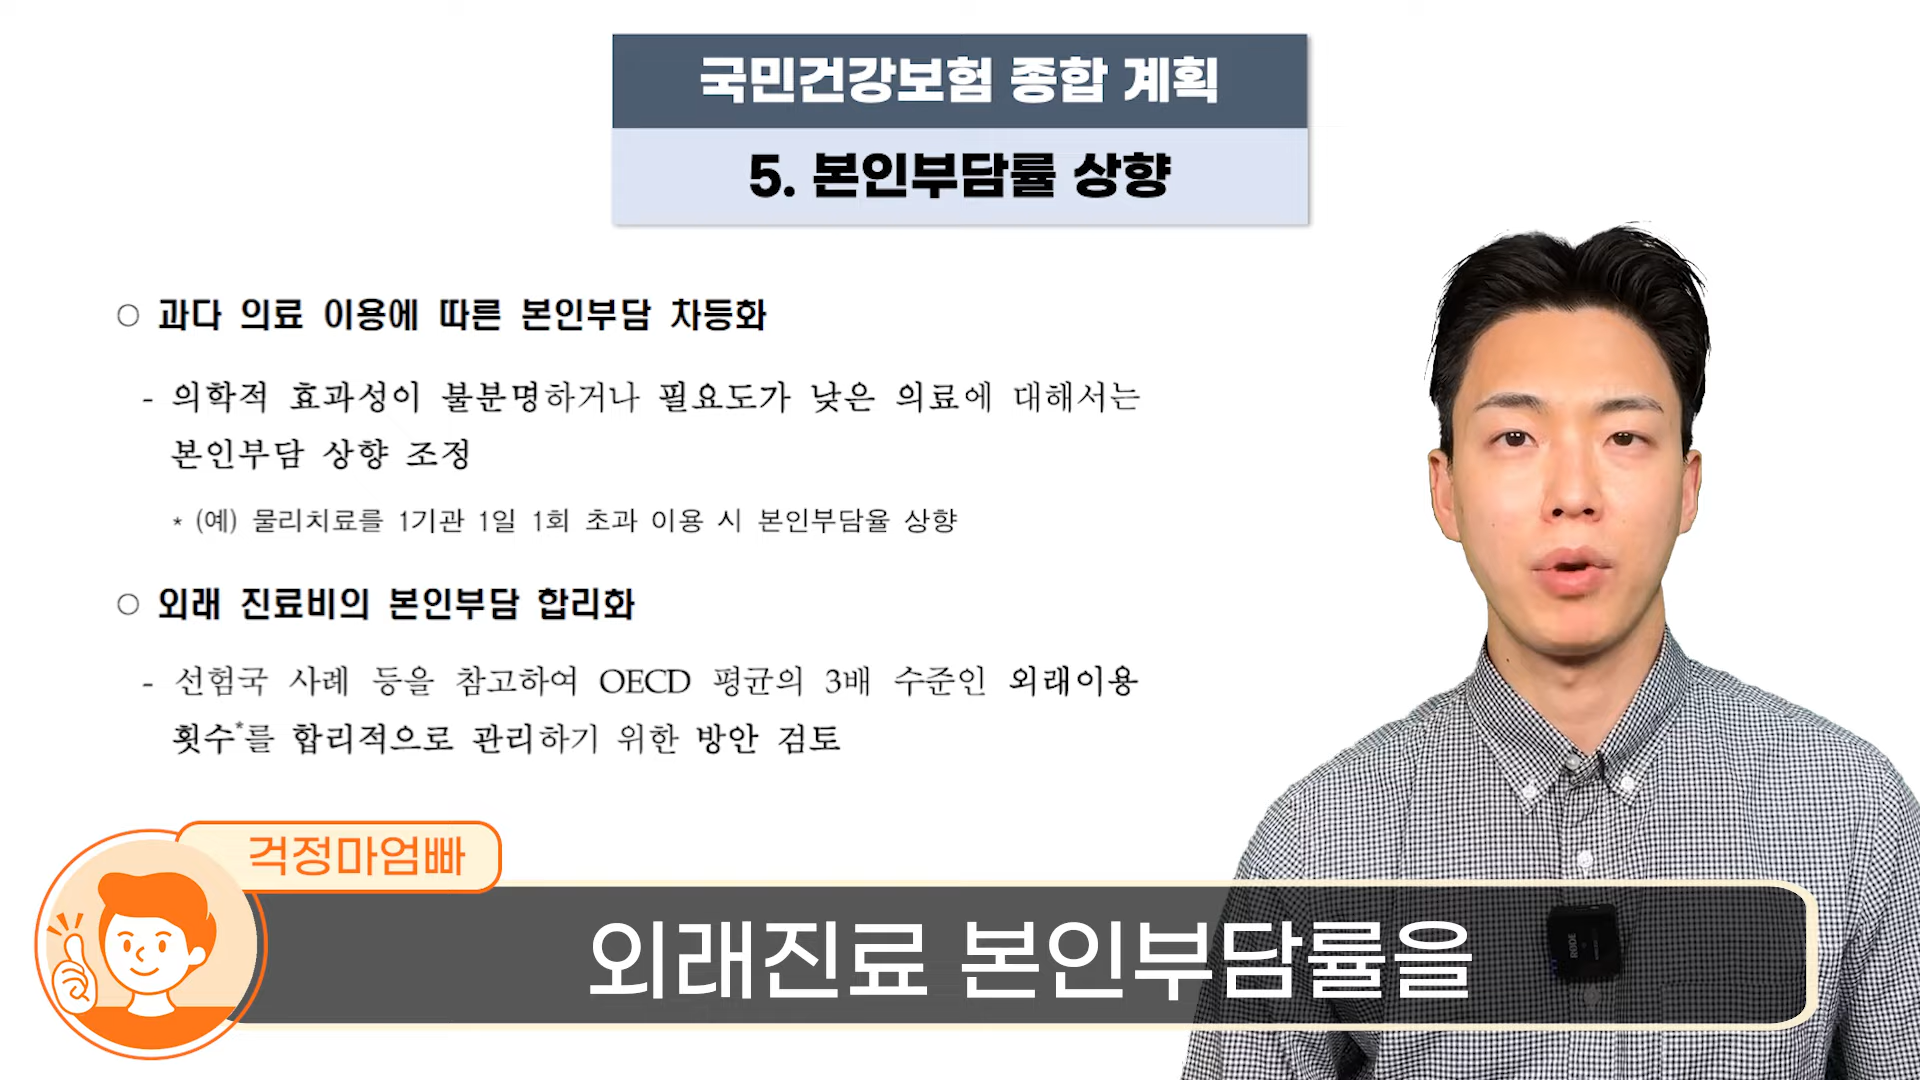 국민건강보험 종합 계획
5. 본인부담률 상향
○ 과다 의료 이용에 따른 본인부담 차등화
- 의학적 효과성이 불분명하거나 필요도가 낮은 의료에 대해서는
본인부담 상향 조정
* (예) 물리치료를 1기관 1일 1회 초과 이용 시 본인부담율 상향
○ 외래 진료비의 본인부담 합리화
- 선험국 사례 등을 참고하여 OECD 평균의 3배 수준인 외래이용
횟수*를 합리적으로 관리하기 위한 방안 검토
걱정마엄빠
외래진료 본인부담률을
RODE